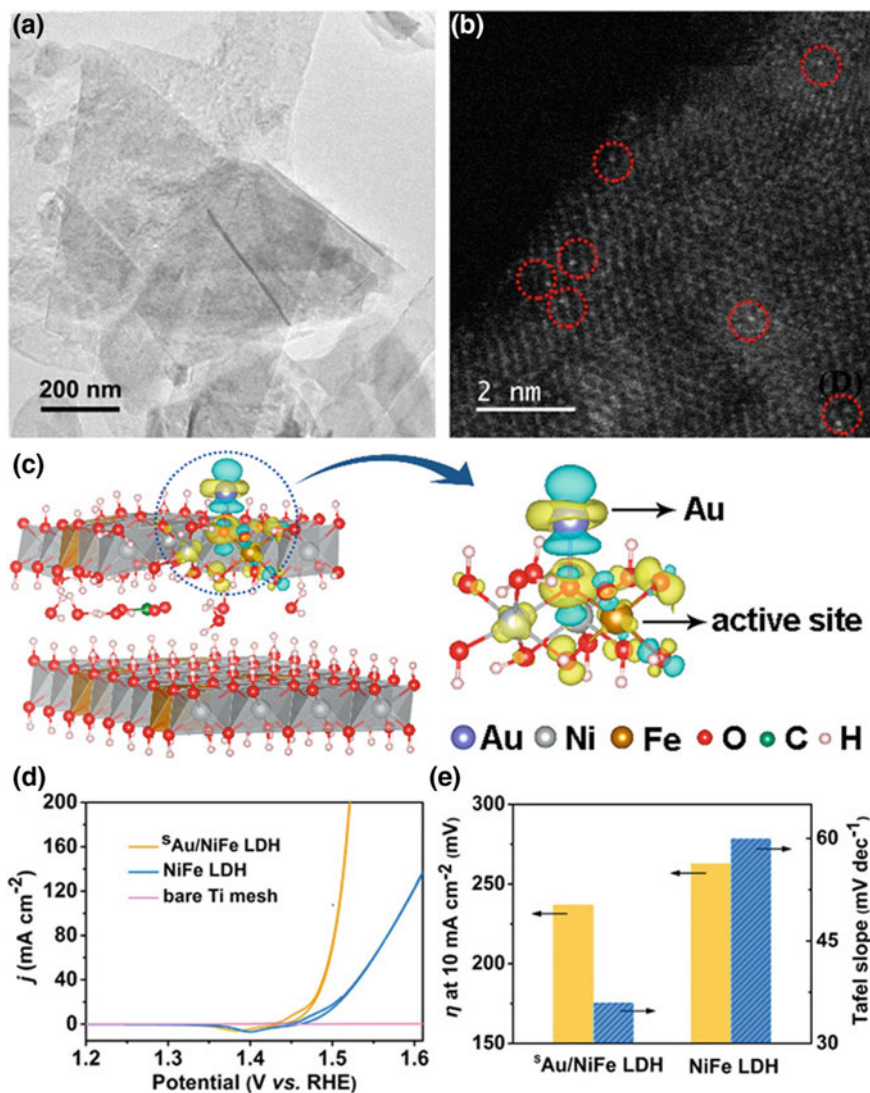 (a)
200 nm
(b)
2 nm
(D)
(c)
Au
active site
Au Ni Fe O C H
(d)
200
160
120
80
40
0
j (mA cm⁻²)
ˢAu/NiFe LDH
NiFe LDH
bare Ti mesh
1.2 1.3 1.4 1.5 1.6
Potential (V vs. RHE)
(e)
300
275
250
225
200
175
150
η at 10 mA cm⁻² (mV)
60
45
30
Tafel slope (mV dec⁻¹)
ˢAu/NiFe LDH NiFe LDH